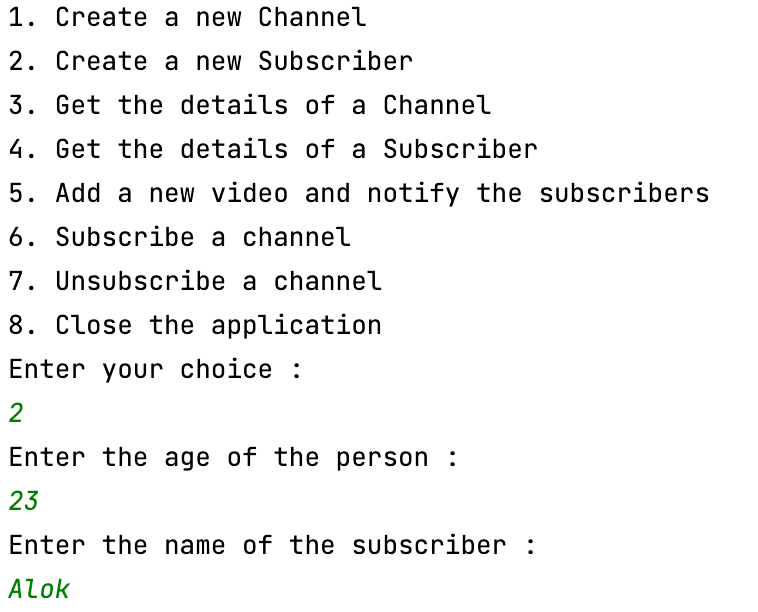 1. Create a new Channel
2. Create a new Subscriber
3. Get the details of a Channel
4. Get the details of a Subscriber
5. Add a new video and notify the subscribers
6. Subscribe a channel
7. Unsubscribe a channel
8. Close the application
Enter your choice :
2
Enter the age of the person :
23
Enter the name of the subscriber :
Alok